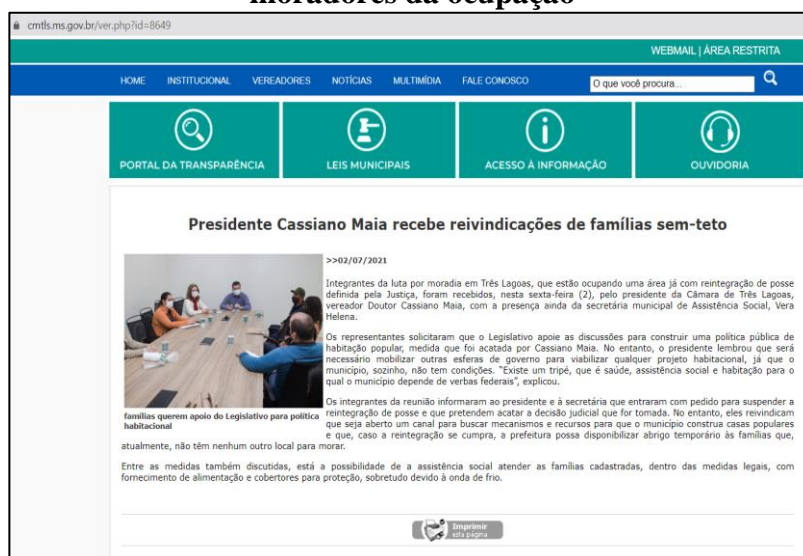 moradores da ocupação
cmtls.ms.gov.br/ver.php?id=8649
WEBMAIL | ÁREA RESTRITA
HOME INSTITUCIONAL VEREADORES NOTÍCIAS MULTIMÍDIA FALE CONOSCO O que você procura...
PORTAL DA TRANSPARÊNCIA LEIS MUNICIPAIS ACESSO À INFORMAÇÃO OUVIDORIA
Presidente Cassiano Maia recebe reivindicações de famílias sem-teto
>>02/07/2021
Integrantes da luta por moradia em Três Lagoas, que estão ocupando uma área já com reintegração de posse
definida pela Justiça, foram recebidos, nesta sexta-feira (2), pelo presidente da Câmara de Três Lagoas,
vereador Doutor Cassiano Maia, com a presença ainda da secretária municipal de Assistência Social, Vera
Helena.
Os representantes solicitaram que o Legislativo apoie as discussões para construir uma política pública de
habitação popular, medida que foi acatada por Cassiano Maia. No entanto, o presidente lembrou que será
necessário mobilizar outras esferas de governo para viabilizar qualquer projeto habitacional, já que o
município, sozinho, não tem condições. "Existe um tripé, que é saúde, assistência social e habitação para o
qual o município depende de verbas federais", explicou.
Os integrantes da reunião informaram ao presidente e à secretária que entraram com pedido para suspender a
reintegração de posse e que pretendem acatar a decisão judicial que for tomada. No entanto, eles reivindicam
que seja aberto um canal para buscar mecanismos e recursos para que o município construa casas populares
e que, caso a reintegração se cumpra, a prefeitura possa disponibilizar abrigo temporário às famílias que,
atualmente, não têm nenhum outro local para morar.
famílias querem apoio do Legislativo para política
habitacional
Entre as medidas também discutidas, está a possibilidade de a assistência social atender as famílias cadastradas, dentro das medidas legais, com
fornecimento de alimentação e cobertores para proteção, sobretudo devido à onda de frio.
Imprimir
esta página